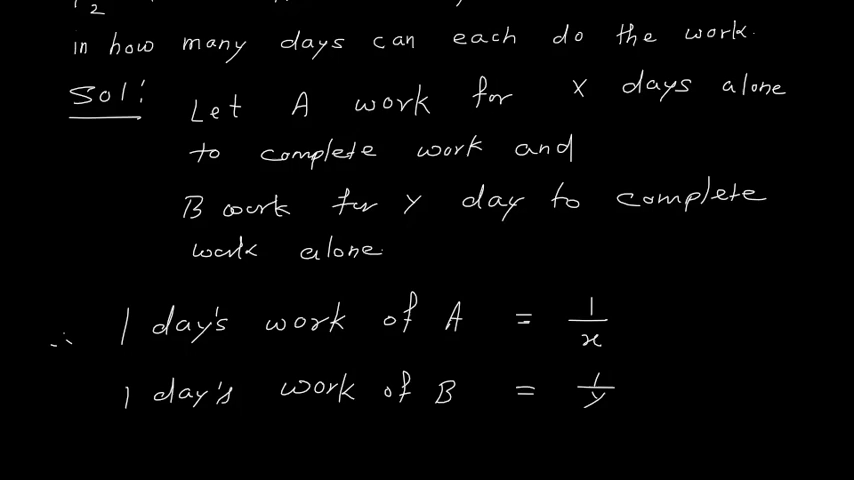 2
in how many days can each do the work.
Sol:
Let A work for x days alone
to complete work and
B work for y day to complete
work alone.
∴ 1 day's work of A = 1/x
1 day's work of B = 1/y